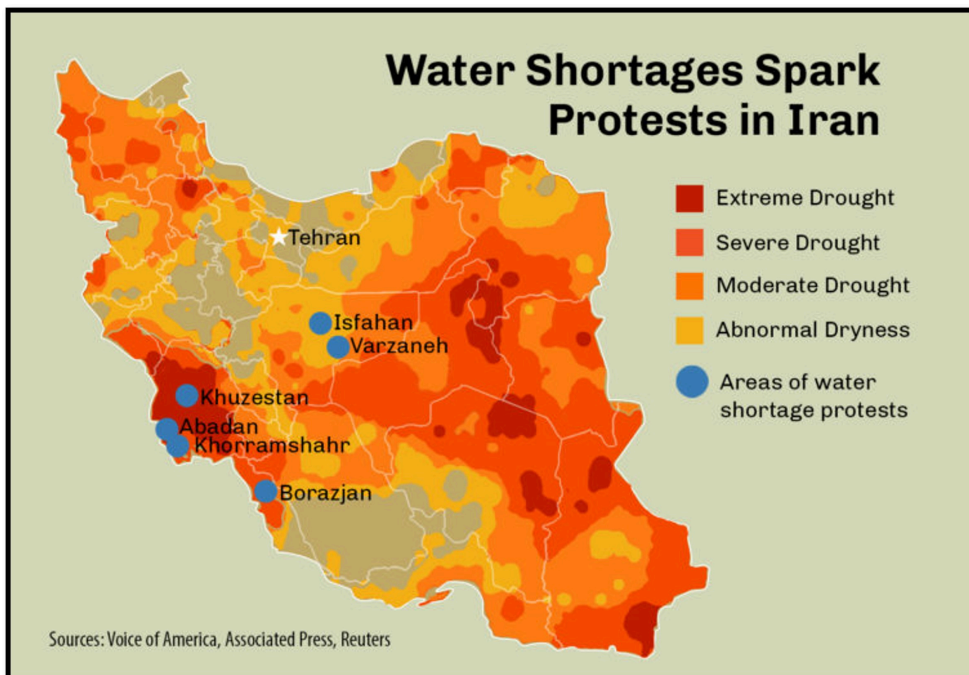 Water Shortages Spark
Protests in Iran
Extreme Drought
Severe Drought
Moderate Drought
Abnormal Dryness
Areas of water
shortage protests
Tehran
Isfahan
Varzaneh
Khuzestan
Abadan
Khorramshahr
Borazjan
Sources: Voice of America, Associated Press, Reuters